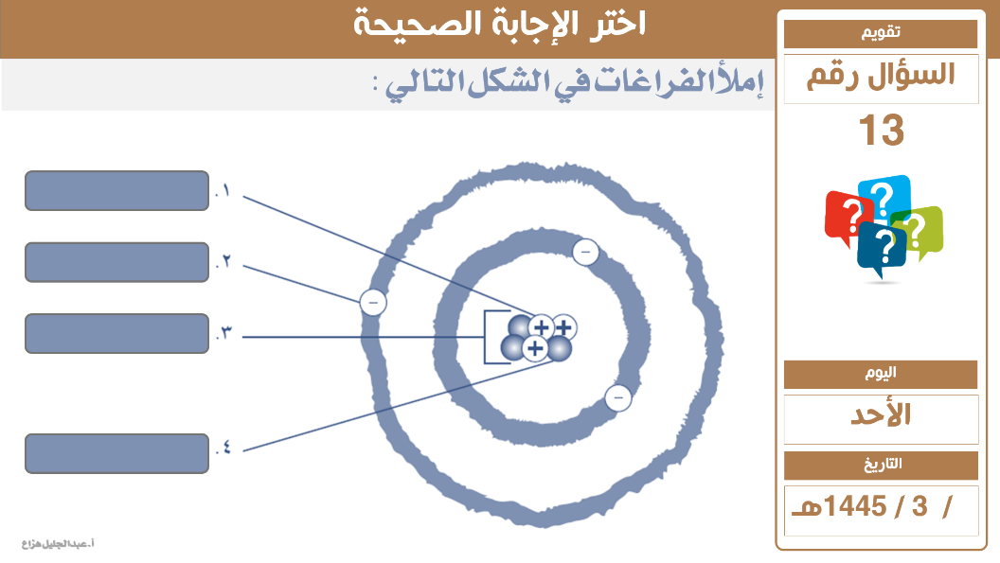 اختر الإجابة الصحيحة
إملأ الفراغات في الشكل التالي :
تقويم
السؤال رقم
13
? ? ? ?
١.
٢.
٣.
٤.
−
−
−
+ +
+
اليوم
الأحد
التاريخ
/ 3 / 1445هـ
أ. عبدالجليل هزاع